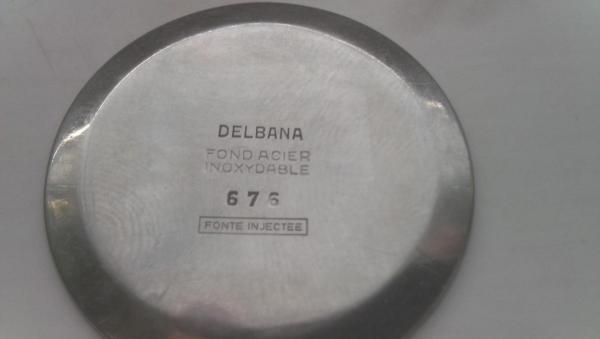 DELBANA
FOND ACIER
INOXYDABLE
676
FONTE INJECTEE